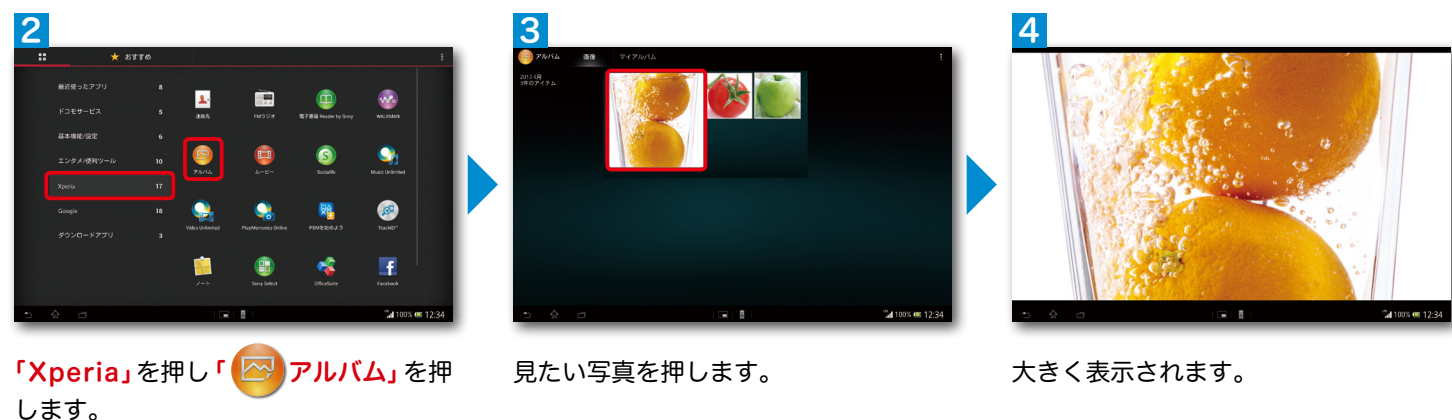 2
おすすめ
最近使ったアプリ 8
ドコモサービス 5
基本機能/設定 6
エンタメ/便利ツール 10
Xperia 17
Google 18
ダウンロードアプリ 3
連絡先 FMラジオ 電子書籍 Reader by Sony WALKMAN
アルバム ムービー Socialife Music Unlimited
Video Unlimited PlayMemories Online PSMを始めよう TrackID™
ノート Sony Select OfficeSuite Facebook
100% 12:34
「Xperia」を押し「アルバム」を押
します。
3
アルバム 画像 マイアルバム
2013 4月
3件のアイテム
100% 12:34
見たい写真を押します。
4
100% 12:34
大きく表示されます。